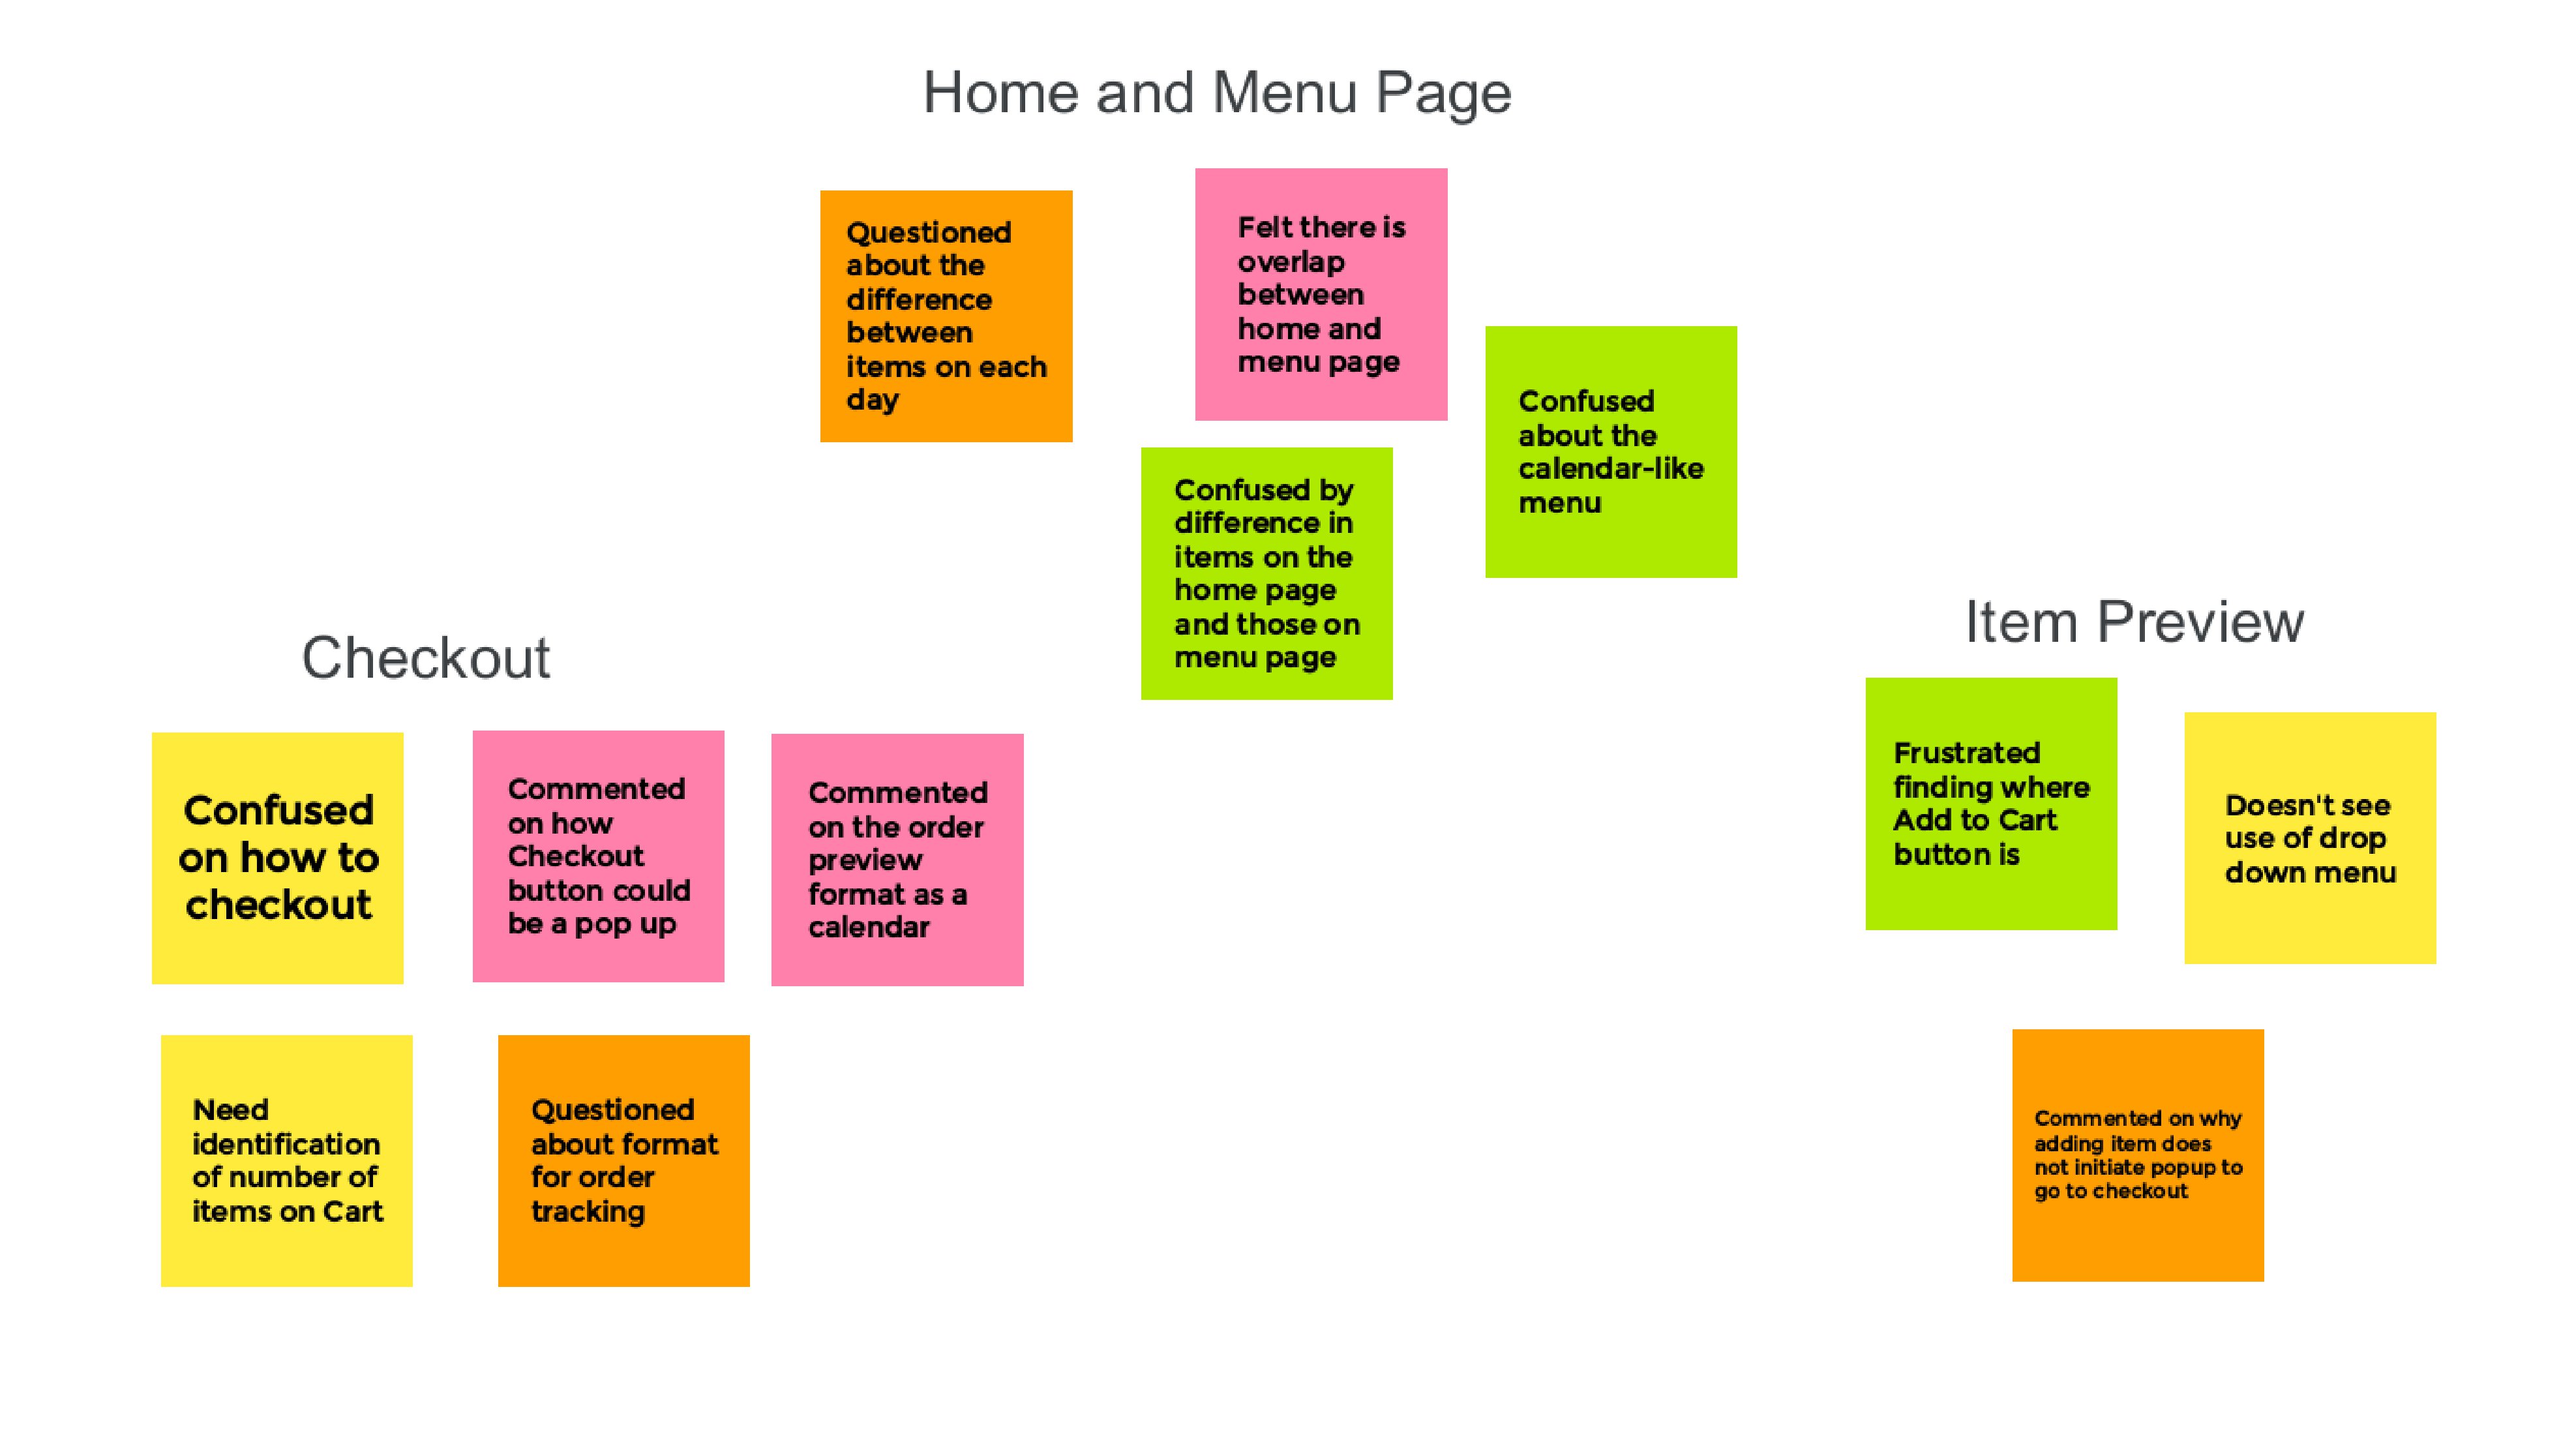 Home and Menu Page
Questioned
about the
difference
between
items on each
day
Felt there is
overlap
between
home and
menu page
Confused
about the
calendar-like
menu
Confused by
difference in
items on the
home page
and those on
menu page
Checkout
Confused
on how to
checkout
Commented
on how
Checkout
button could
be a pop up
Commented
on the order
preview
format as a
calendar
Need
identification
of number of
items on Cart
Questioned
about format
for order
tracking
Item Preview
Frustrated
finding where
Add to Cart
button is
Doesn't see
use of drop
down menu
Commented on why
adding item does
not initiate popup to
go to checkout